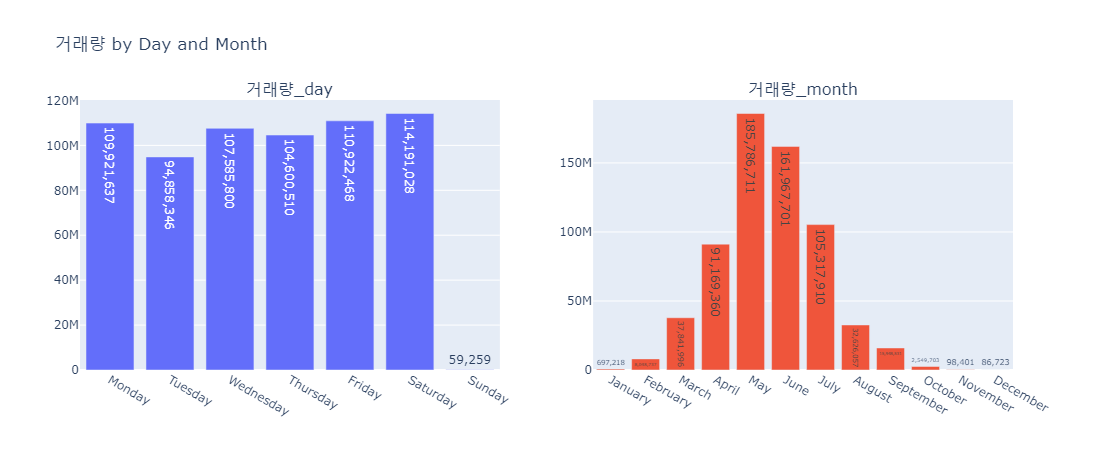 거래량 by Day and Month
거래량_day
120M
100M
80M
60M
40M
20M
0
109,921,637
94,858,346
107,585,800
104,600,510
110,922,468
114,191,028
59,259
Monday
Tuesday
Wednesday
Thursday
Friday
Saturday
Sunday
거래량_month
150M
100M
50M
0
697,218
37,841,996
91,169,360
185,786,711
161,967,701
105,317,910
32,626,057
2,549,703
98,401
86,723
January
February
March
April
May
June
July
August
September
October
November
December